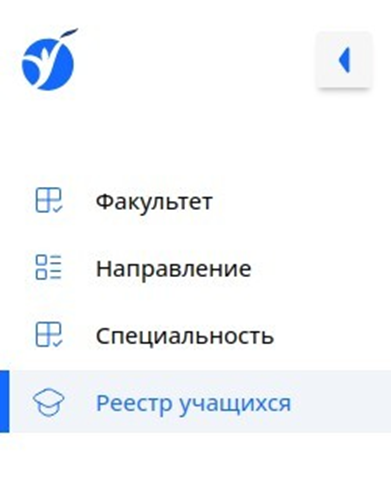 Факультет
Направление
Специальность
Реестр учащихся